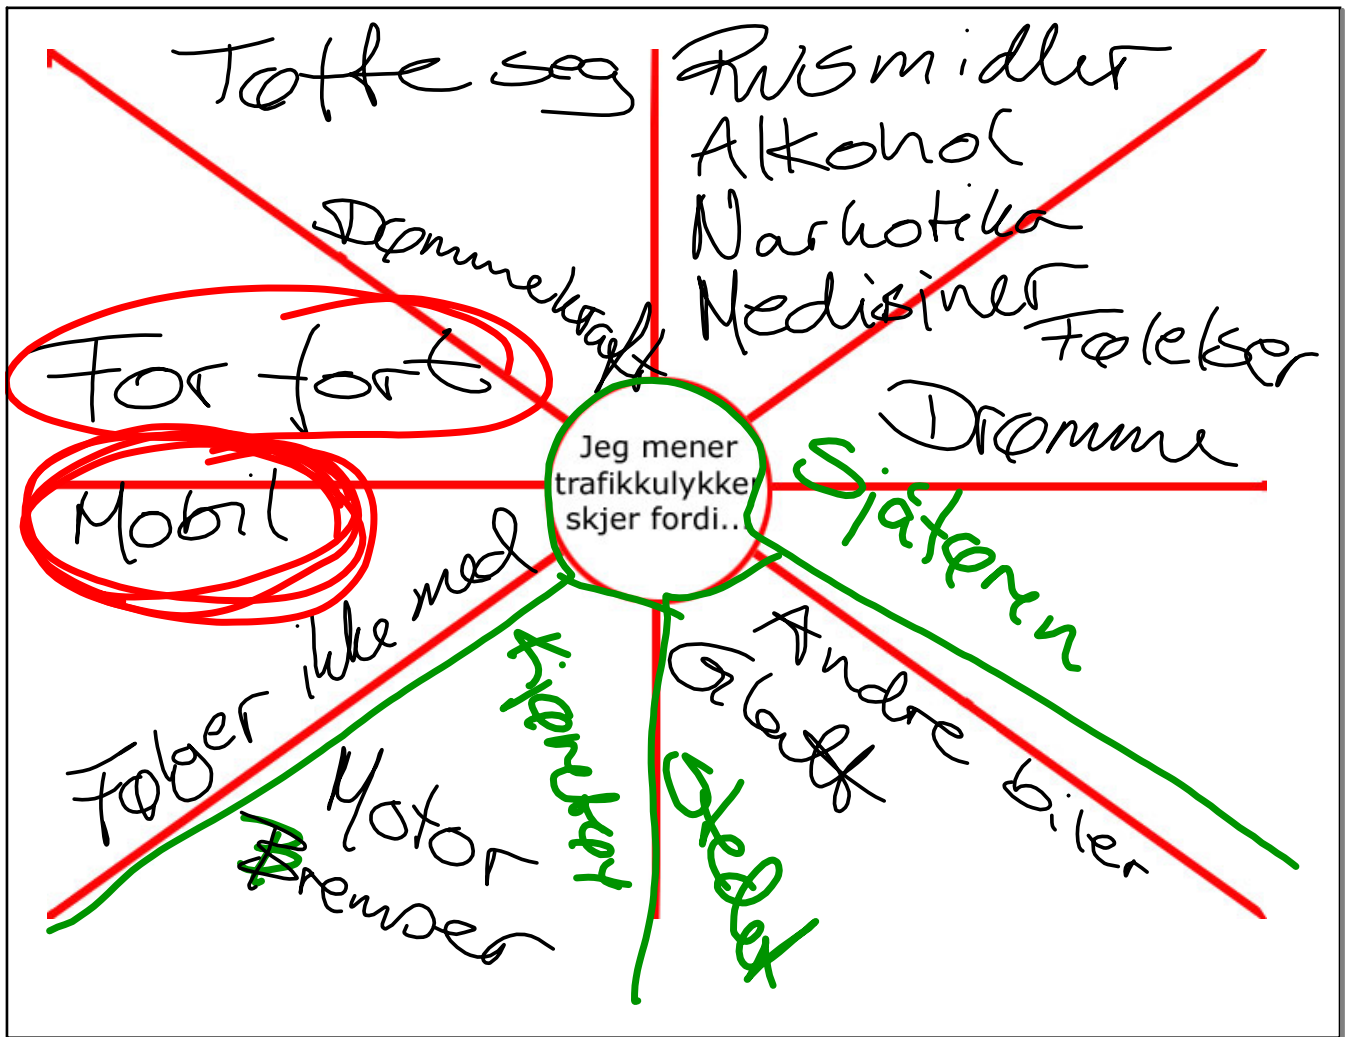 Tøffe seg
Rusmidler
Alkohol
Narkotika
Medisiner
Drømmekraft
For fort
Følelser
Drømme
Jeg mener
trafikkulykker
skjer fordi...
Mobil
Sjåføren
Følger ikke med
Andre biler
Glatt
Kjøretøy
Stedet
Motor
Bremser